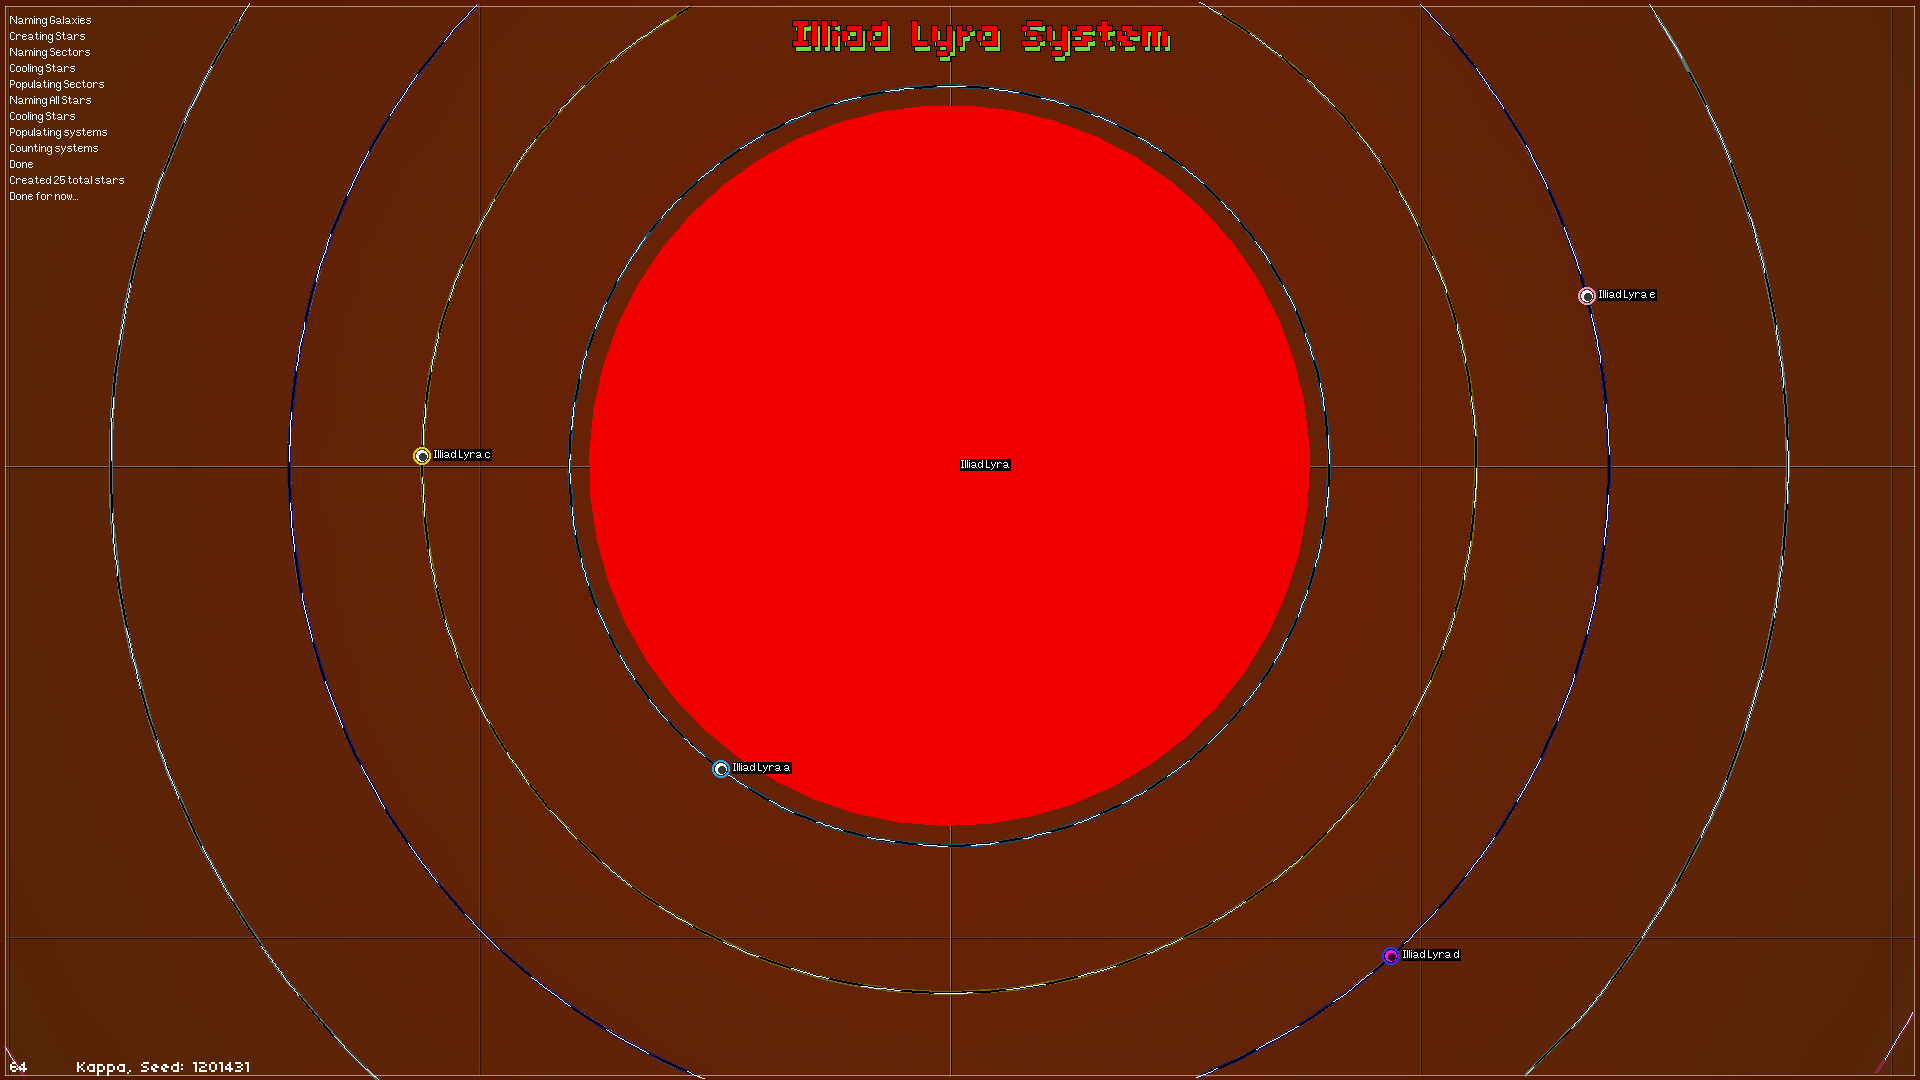 Illiad Lyra System
Naming Galaxies
Creating Stars
Naming Sectors
Cooling Stars
Populating Sectors
Naming All Stars
Cooling Stars
Populating systems
Counting systems
Done
Created 25 total stars
Done for now...
Illiad Lyra e
Illiad Lyra c
Illiad Lyra
Illiad Lyra a
Illiad Lyra d
64 Kappa, Seed: 1201431